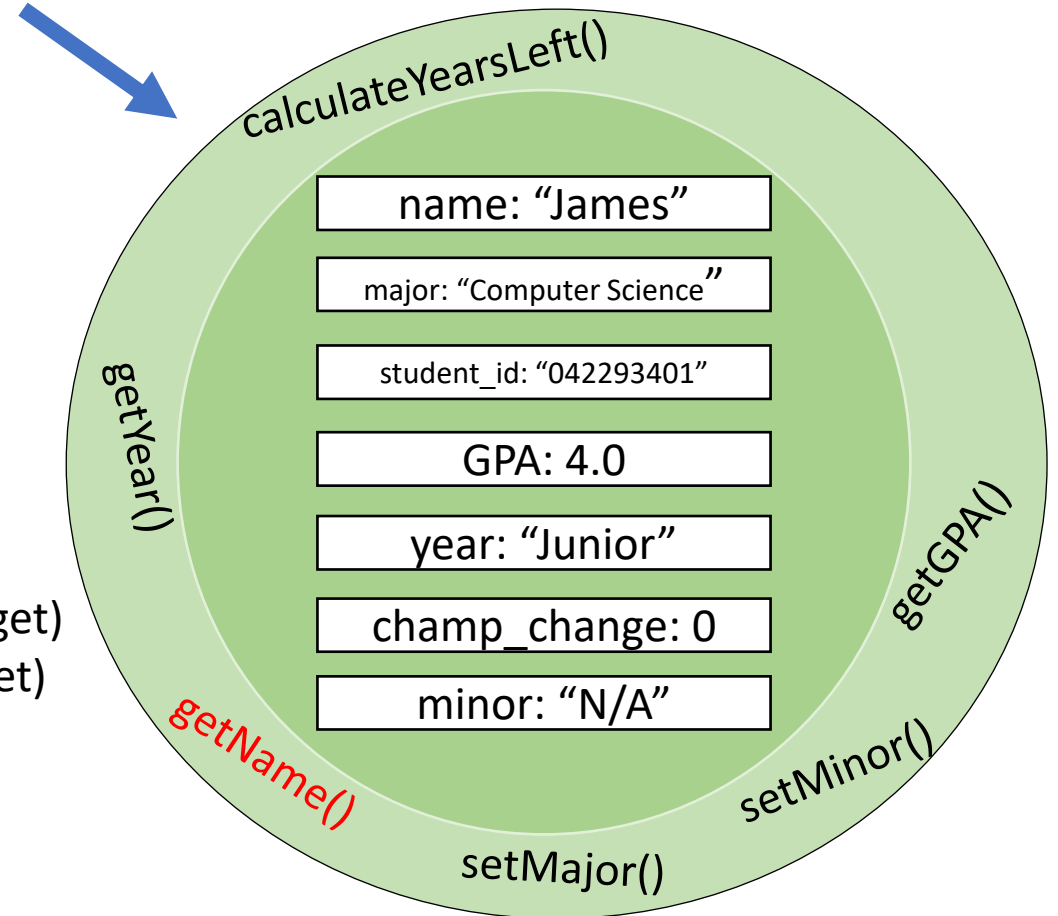 calculateYearsLeft()
name: “James”
major: “Computer Science”
student_id: “042293401”
getYear()
GPA: 4.0
year: “Junior”
getGPA()
get)
champ_change: 0
et)
minor: “N/A”
getName()
setMinor()
setMajor()